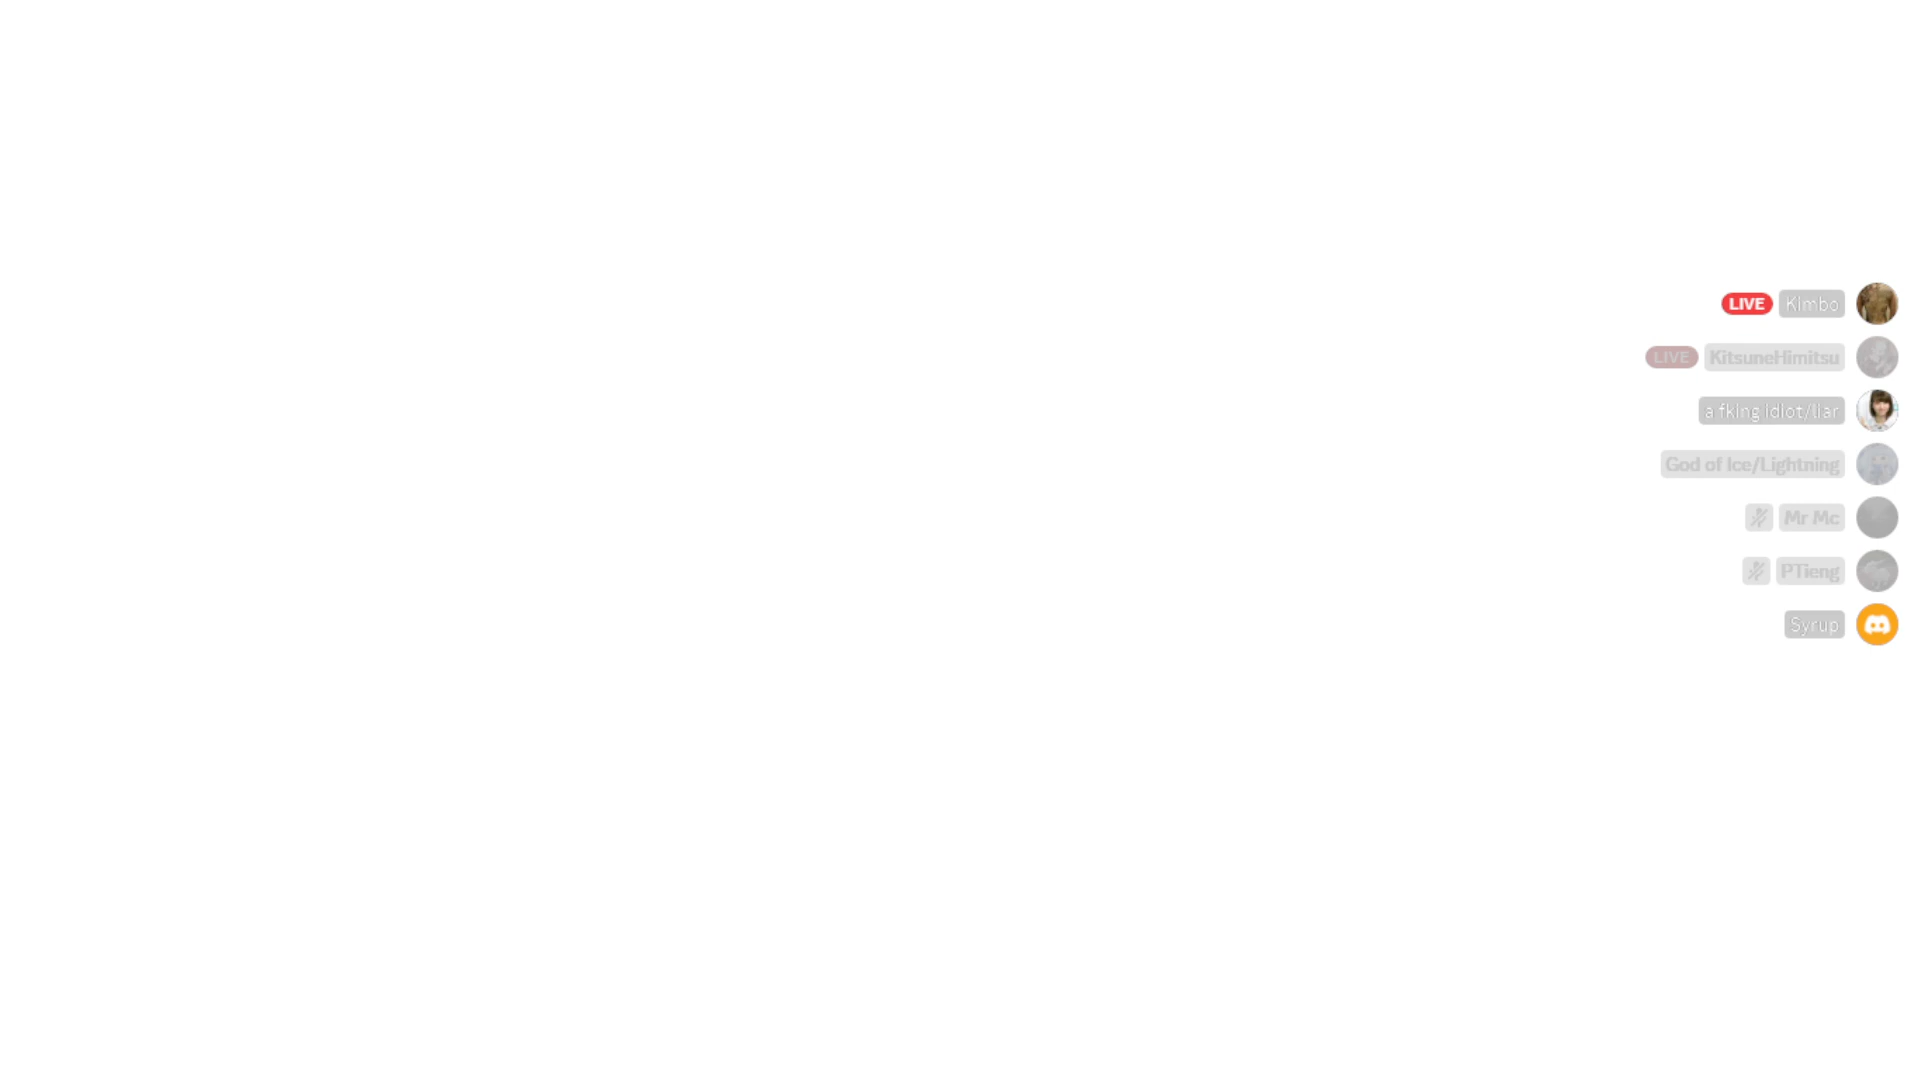 LIVE Kimbo
LIVE KitsuneHimitsu
a fking idiot/liar
God of Ice/Lightning
Mr Mc
PTieng
Syrup